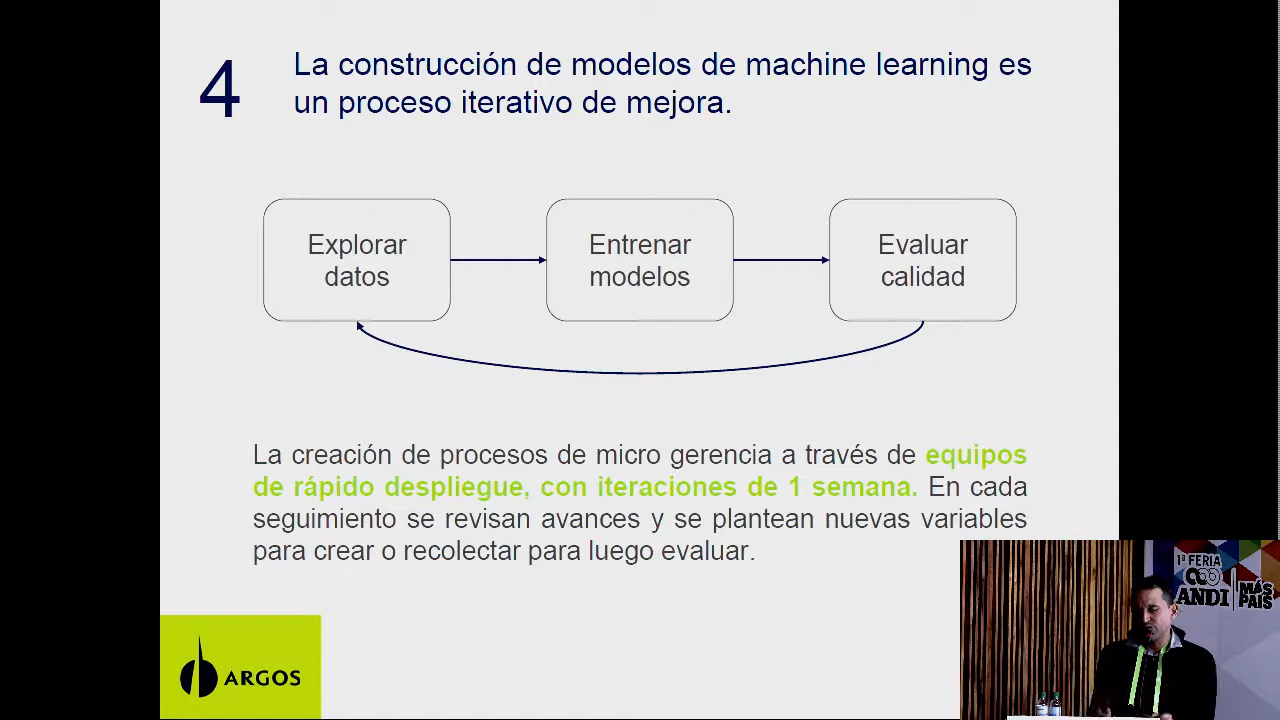 4
La construcción de modelos de machine learning es
un proceso iterativo de mejora.
Explorar
datos
Entrenar
modelos
Evaluar
calidad
La creación de procesos de micro gerencia a través de equipos
de rápido despliegue, con iteraciones de 1 semana. En cada
seguimiento se revisan avances y se plantean nuevas variables
para crear o recolectar para luego evaluar.
ARGOS
1ª FERIA
ANDI
MÁS
PAÍS